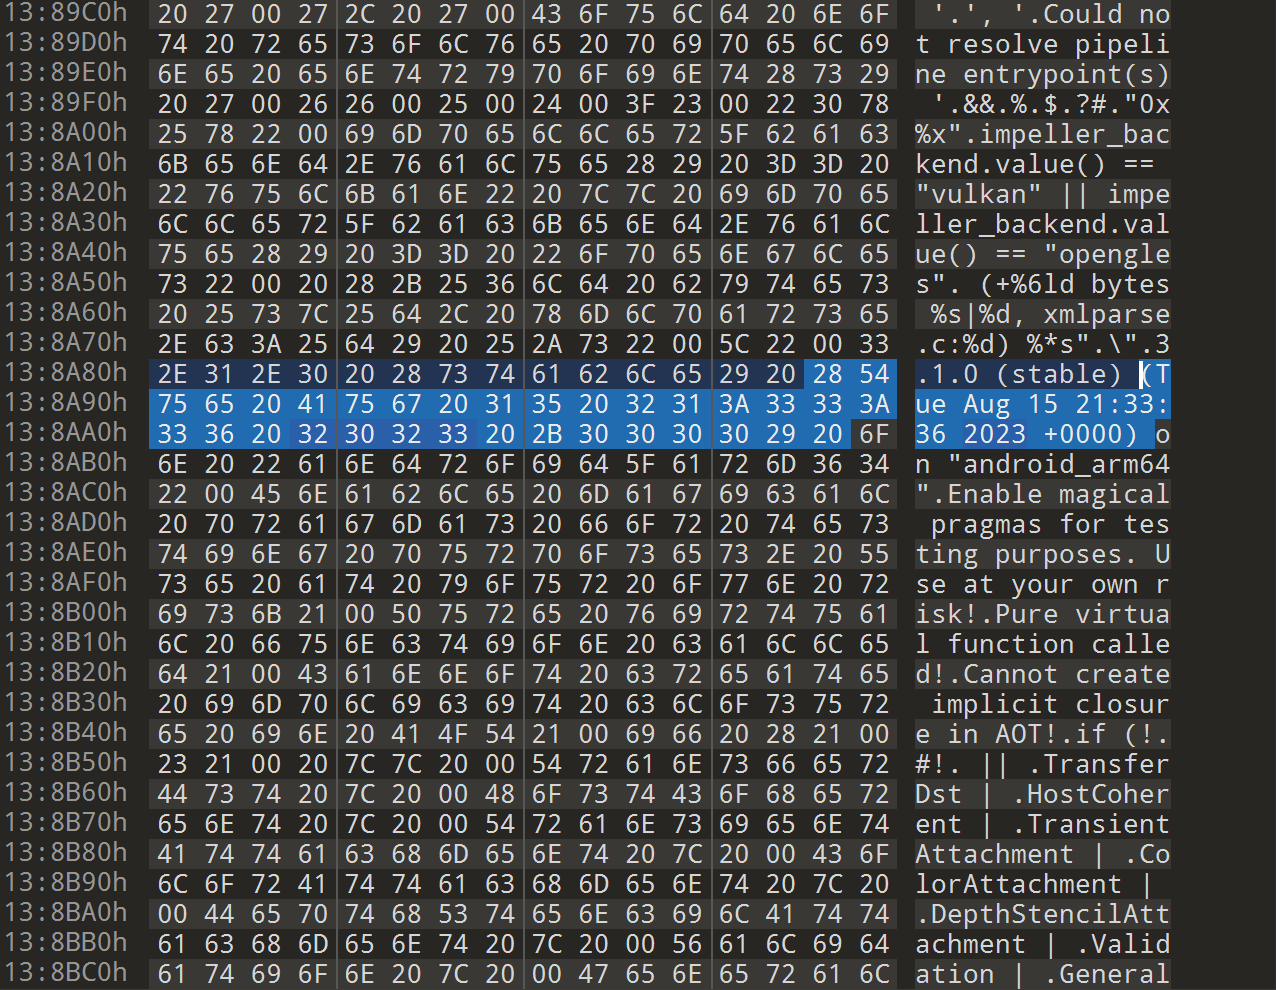 13:89C0h 20 27 00 27 2C 20 27 00 43 6F 75 6C 64 20 6E 6F  '.', '.Could no
13:89D0h 74 20 72 65 73 6F 6C 76 65 20 70 69 70 65 6C 69 t resolve pipeli
13:89E0h 6E 65 20 65 6E 74 72 79 70 6F 69 6E 74 28 73 29 ne entrypoint(s)
13:89F0h 20 27 00 26 26 00 25 00 24 00 3F 23 00 22 30 78  '.&&.%.$.?#."0x
13:8A00h 25 78 22 00 69 6D 70 65 6C 6C 65 72 5F 62 61 63 %x".impeller_bac
13:8A10h 6B 65 6E 64 2E 76 61 6C 75 65 28 29 20 3D 3D 20 kend.value() ==
13:8A20h 22 76 75 6C 6B 61 6E 22 20 7C 7C 20 69 6D 70 65 "vulkan" || impe
13:8A30h 6C 6C 65 72 5F 62 61 63 6B 65 6E 64 2E 76 61 6C ller_backend.val
13:8A40h 75 65 28 29 20 3D 3D 20 22 6F 70 65 6E 67 6C 65 ue() == "opengle
13:8A50h 73 22 00 20 28 2B 25 36 6C 64 20 62 79 74 65 73 s". (+%6ld bytes
13:8A60h 20 25 73 7C 25 64 2C 20 78 6D 6C 70 61 72 73 65  %s|%d, xmlparse
13:8A70h 2E 63 3A 25 64 29 20 25 2A 73 22 00 5C 22 00 33 .c:%d) %*s".\".3
13:8A80h 2E 31 2E 30 20 28 73 74 61 62 6C 65 29 20 28 54 .1.0 (stable) (T
13:8A90h 75 65 20 41 75 67 20 31 35 20 32 31 3A 33 33 3A ue Aug 15 21:33:
13:8AA0h 33 36 20 32 30 32 33 20 2B 30 30 30 30 29 20 6F 36 2023 +0000) o
13:8AB0h 6E 20 22 61 6E 64 72 6F 69 64 5F 61 72 6D 36 34 n "android_arm64
13:8AC0h 22 00 45 6E 61 62 6C 65 20 6D 61 67 69 63 61 6C ".Enable magical
13:8AD0h 20 70 72 61 67 6D 61 73 20 66 6F 72 20 74 65 73  pragmas for tes
13:8AE0h 74 69 6E 67 20 70 75 72 70 6F 73 65 73 2E 20 55 ting purposes. U
13:8AF0h 73 65 20 61 74 20 79 6F 75 72 20 6F 77 6E 20 72 se at your own r
13:8B00h 69 73 6B 21 00 50 75 72 65 20 76 69 72 74 75 61 isk!.Pure virtua
13:8B10h 6C 20 66 75 6E 63 74 69 6F 6E 20 63 61 6C 6C 65 l function calle
13:8B20h 64 21 00 43 61 6E 6E 6F 74 20 63 72 65 61 74 65 d!.Cannot create
13:8B30h 20 69 6D 70 6C 69 63 69 74 20 63 6C 6F 73 75 72  implicit closur
13:8B40h 65 20 69 6E 20 41 4F 54 21 00 69 66 20 28 21 00 e in AOT!.if (!.
13:8B50h 23 21 00 20 7C 7C 20 00 54 72 61 6E 73 66 65 72 #!. || .Transfer
13:8B60h 44 73 74 20 7C 20 00 48 6F 73 74 43 6F 68 65 72 Dst | .HostCoher
13:8B70h 65 6E 74 20 7C 20 00 54 72 61 6E 73 69 65 6E 74 ent | .Transient
13:8B80h 41 74 74 61 63 68 6D 65 6E 74 20 7C 20 00 43 6F Attachment | .Co
13:8B90h 6C 6F 72 41 74 74 61 63 68 6D 65 6E 74 20 7C 20 lorAttachment |
13:8BA0h 00 44 65 70 74 68 53 74 65 6E 63 69 6C 41 74 74 .DepthStencilAtt
13:8BB0h 61 63 68 6D 65 6E 74 20 7C 20 00 56 61 6C 69 64 achment | .Valid
13:8BC0h 61 74 69 6F 6E 20 7C 20 00 47 65 6E 65 72 61 6C ation | .General